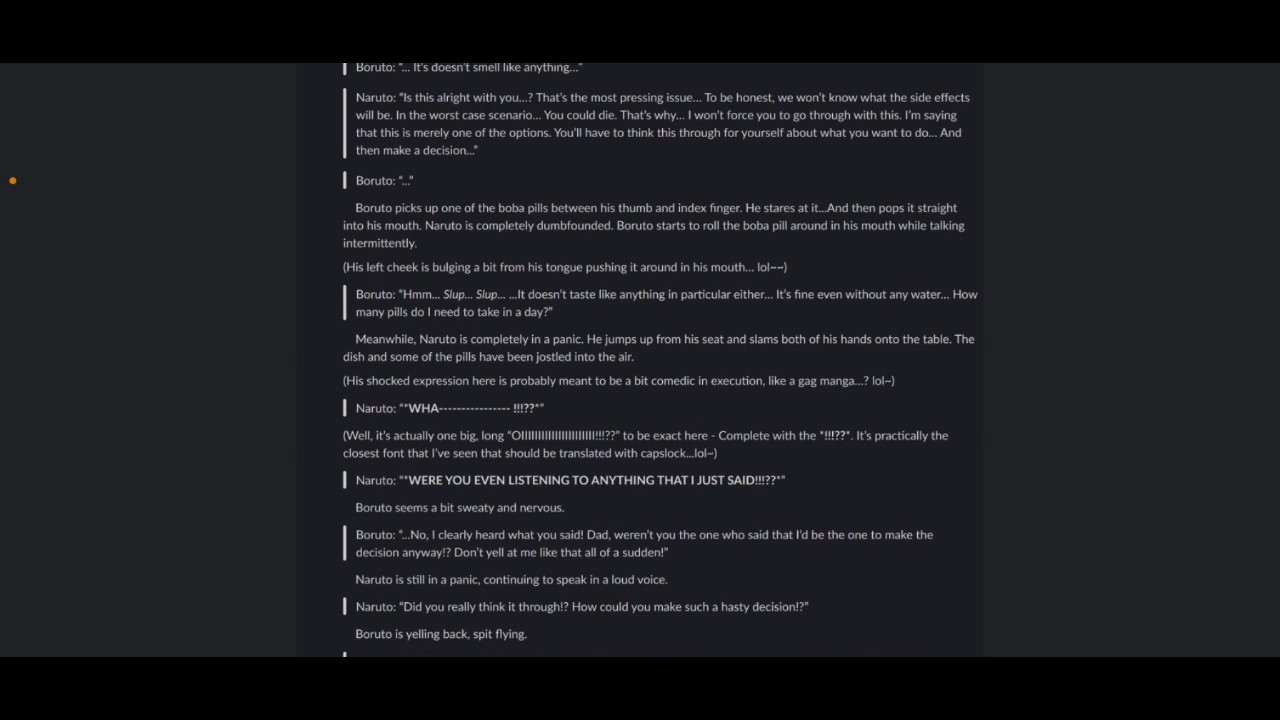 Boruto: “... It's doesn't smell like anything...”
Naruto: “Is this alright with you...? That's the most pressing issue... To be honest, we won't know what the side effects
will be. In the worst case scenario... You could die. That's why... I won't force you to go through with this. I'm saying
that this is merely one of the options. You'll have to think this through for yourself about what you want to do... And
then make a decision...”
Boruto: “...”
Boruto picks up one of the boba pills between his thumb and index finger. He stares at it...And then pops it straight
into his mouth. Naruto is completely dumbfounded. Boruto starts to roll the boba pill around in his mouth while talking
intermittently.
(His left cheek is bulging a bit from his tongue pushing it around in his mouth... lol~~)
Boruto: “Hmm... Slup... Slup... ...It doesn't taste like anything in particular either... It's fine even without any water... How
many pills do I need to take in a day?”
Meanwhile, Naruto is completely in a panic. He jumps up from his seat and slams both of his hands onto the table. The
dish and some of the pills have been jostled into the air.
(His shocked expression here is probably meant to be a bit comedic in execution, like a gag manga...? lol~)
Naruto: “*WHA---------------- !!!??*”
(Well, it's actually one big, long “OIIIIIIIIIIIIIIIIIIIIIII!!!??” to be exact here - Complete with the *!!!??*. It's practically the
closest font that I've seen that should be translated with capslock...lol~)
Naruto: “*WERE YOU EVEN LISTENING TO ANYTHING THAT I JUST SAID!!!??*”
Boruto seems a bit sweaty and nervous.
Boruto: “...No, I clearly heard what you said! Dad, weren't you the one who said that I'd be the one to make the
decision anyway!? Don't yell at me like that all of a sudden!”
Naruto is still in a panic, continuing to speak in a loud voice.
Naruto: “Did you really think it through!? How could you make such a hasty decision!?”
Boruto is yelling back, spit flying.